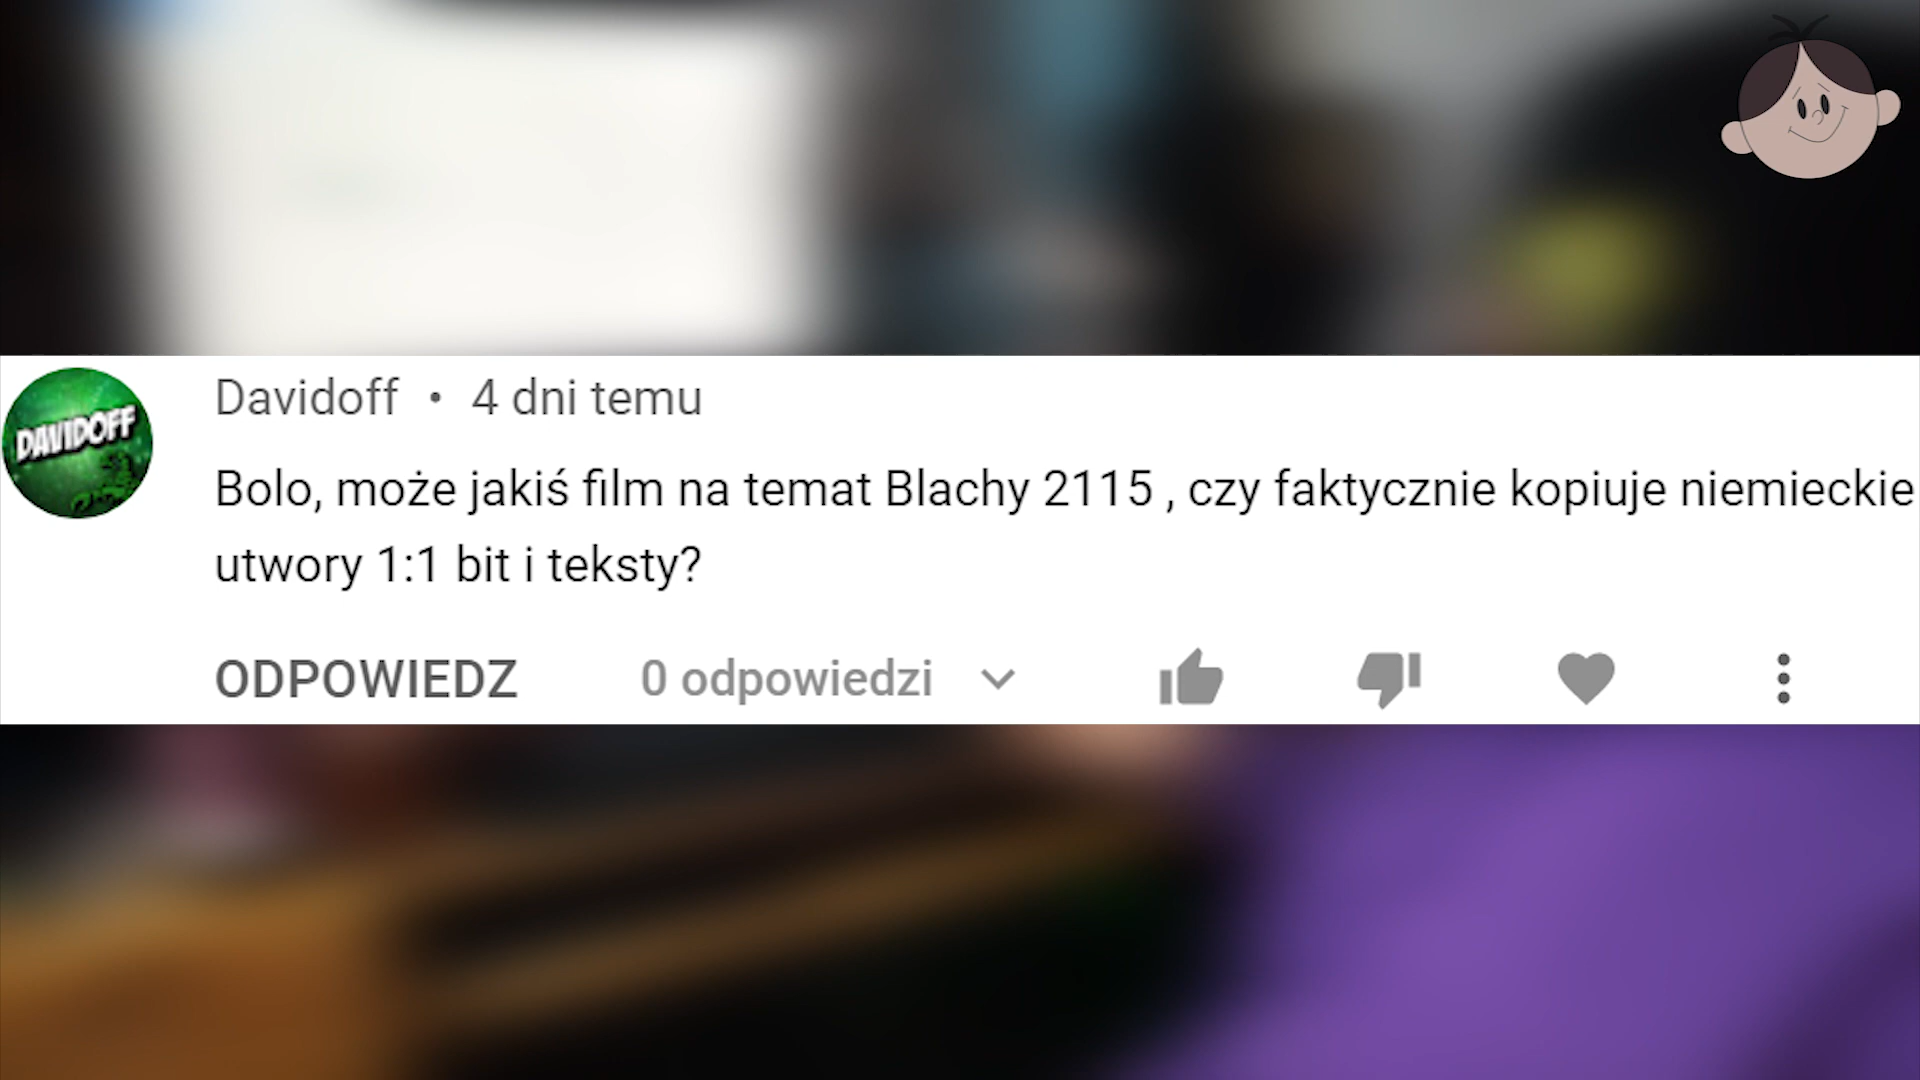 DAVIDOFF
Davidoff • 4 dni temu
Bolo, może jakiś film na temat Blachy 2115 , czy faktycznie kopiuje niemieckie
utwory 1:1 bit i teksty?
ODPOWIEDZ 0 odpowiedzi